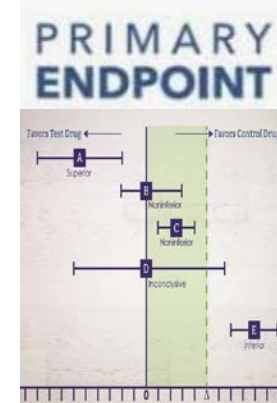 PRIMARY
ENDPOINT
Favors Test Drug
Favors Control Drug
A
Superior
B
Noninferior
C
Noninferior
D
Inconclusive
E
Inferior
0
Δ